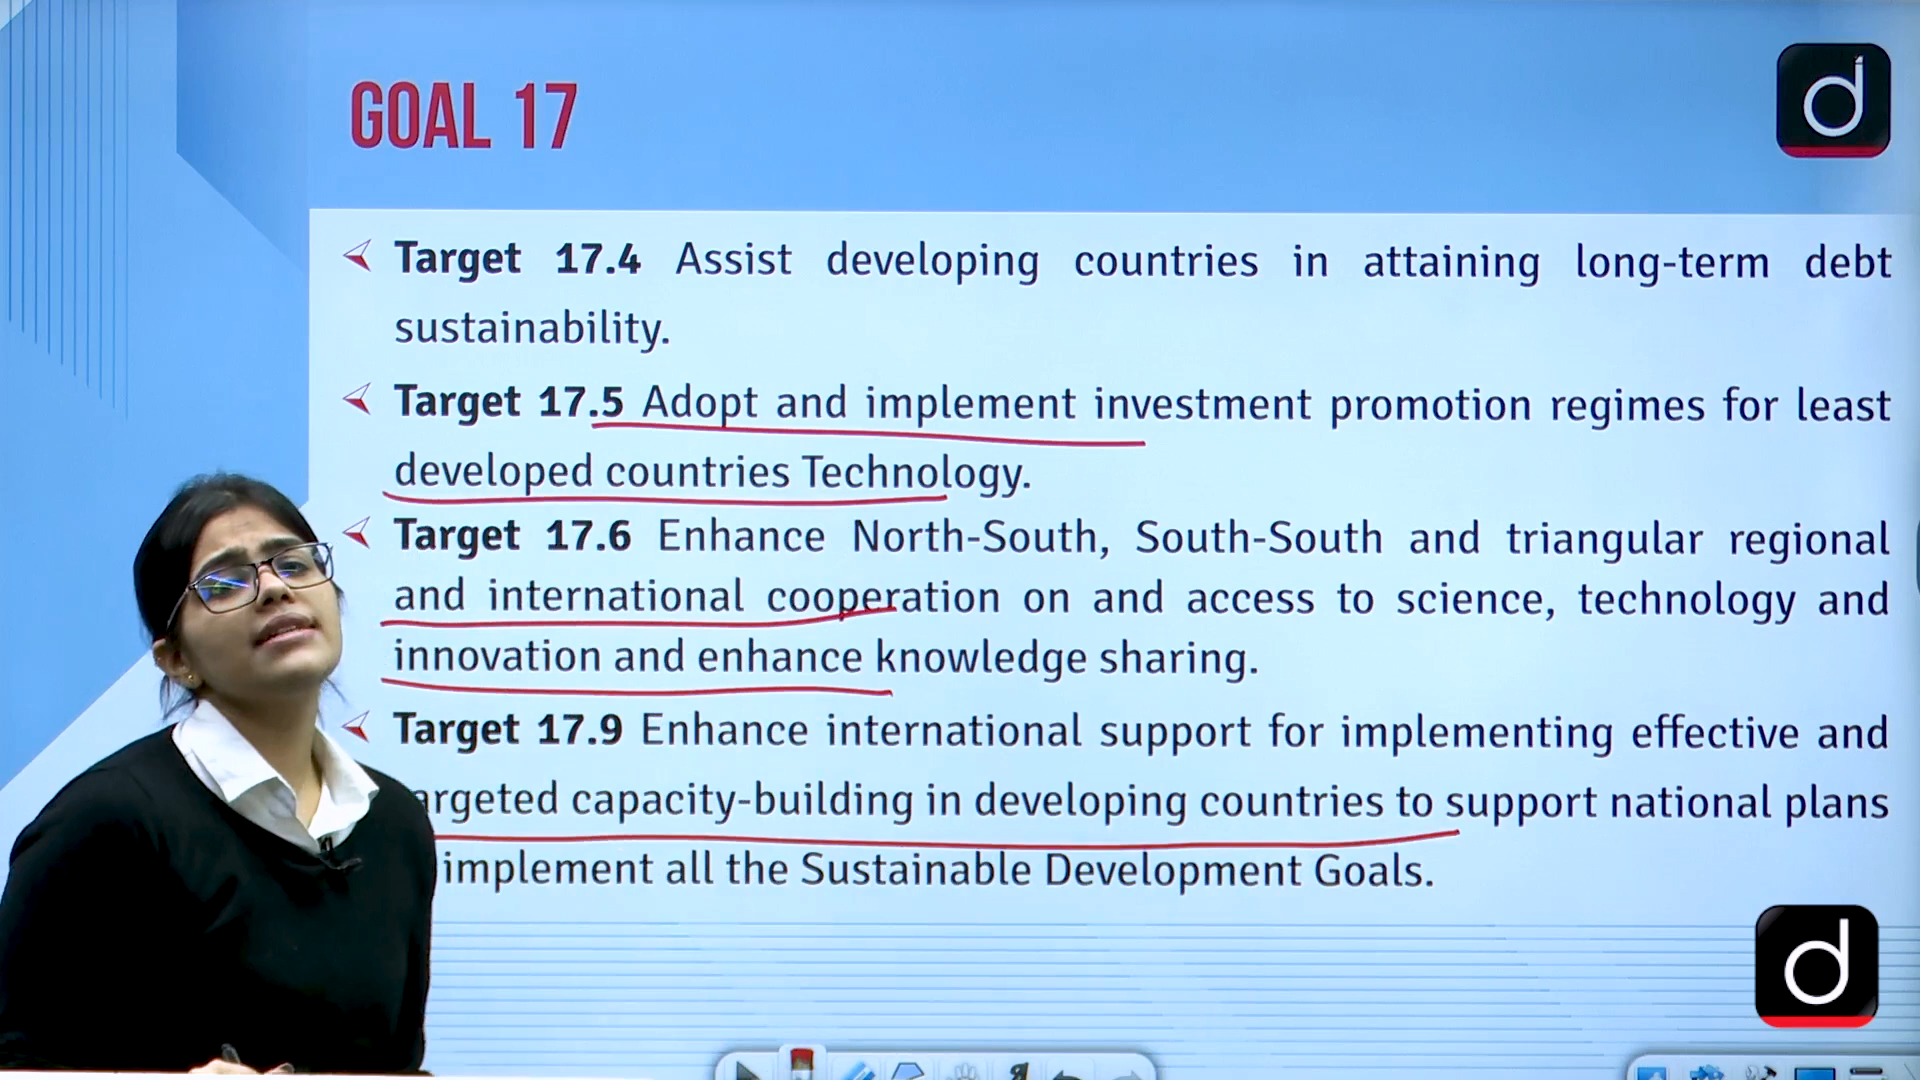 GOAL 17
d
Target 17.4 Assist developing countries in attaining long-term debt
sustainability.
Target 17.5 Adopt and implement investment promotion regimes for least
developed countries Technology.
Target 17.6 Enhance North-South, South-South and triangular regional
and international cooperation on and access to science, technology and
innovation and enhance knowledge sharing.
Target 17.9 Enhance international support for implementing effective and
argeted capacity-building in developing countries to support national plans
implement all the Sustainable Development Goals.
d